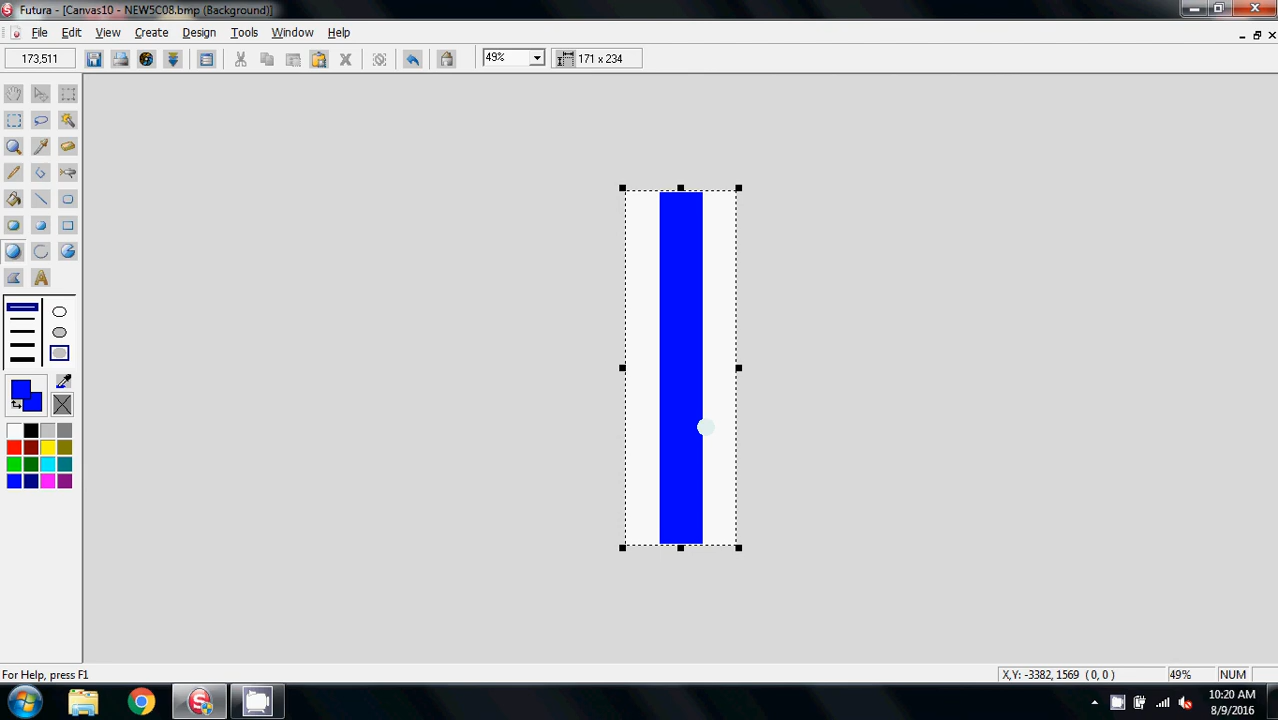 Futura - [Canvas10 - NEW5C08.bmp (Background)]
File Edit View Create Design Tools Window Help
173,511 49% 171 x 234
For Help, press F1 X,Y: -3382, 1569 ( 0, 0 ) 49% NUM
10:20 AM
8/9/2016